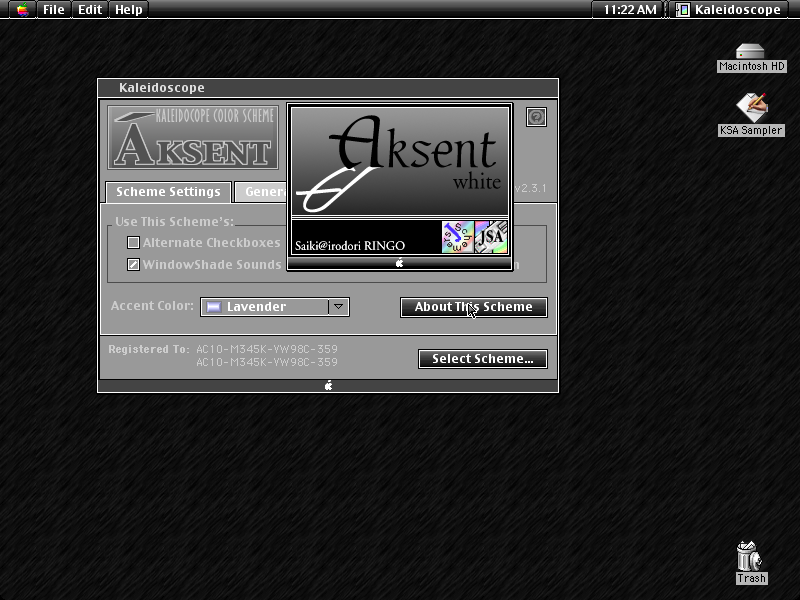 File Edit Help
11:22 AM
Kaleidoscope
Macintosh HD
KSA Sampler
Kaleidoscope
KALEIDOCOPE COLOR SCHEME
AKSENT
Aksent
white
Saiki@irodori RINGO
JSA
v2.3.1
Scheme Settings
Use This Scheme's:
Alternate Checkboxes
WindowShade Sounds
Accent Color:
Lavender
About This Scheme
Registered To: AC10-M345K-YW98C-359
AC10-M345K-YW98C-359
Select Scheme...
Trash